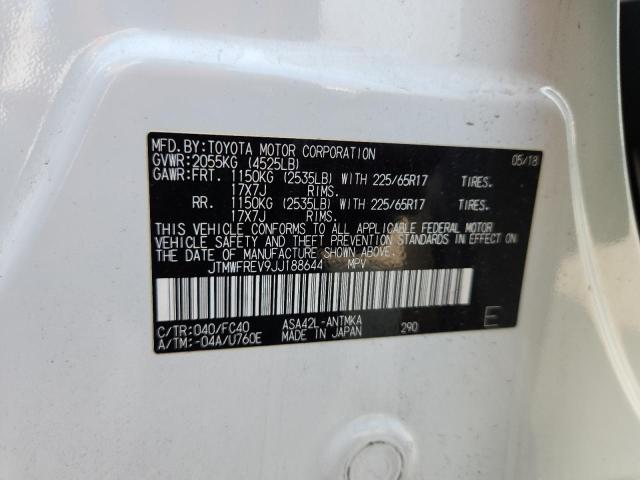 MFD. BY: TOYOTA MOTOR CORPORATION 05/18
GVWR: 2055KG (4525LB)
GAWR: FRT. 1150KG (2535LB) WITH 225/65R17 TIRES.
17X7J RIMS.
RR. 1150KG (2535LB) WITH 225/65R17 TIRES.
17X7J RIMS.
THIS VEHICLE CONFORMS TO ALL APPLICABLE FEDERAL MOTOR
VEHICLE SAFETY AND THEFT PREVENTION STANDARDS IN EFFECT ON
THE DATE OF MANUFACTURE SHOWN ABOVE.
JTMWFREV9JJ188644 MPV
C/TR: 040/FC40 ASA42L-ANTMKA
A/TM: -04A/U760E MADE IN JAPAN 290 E